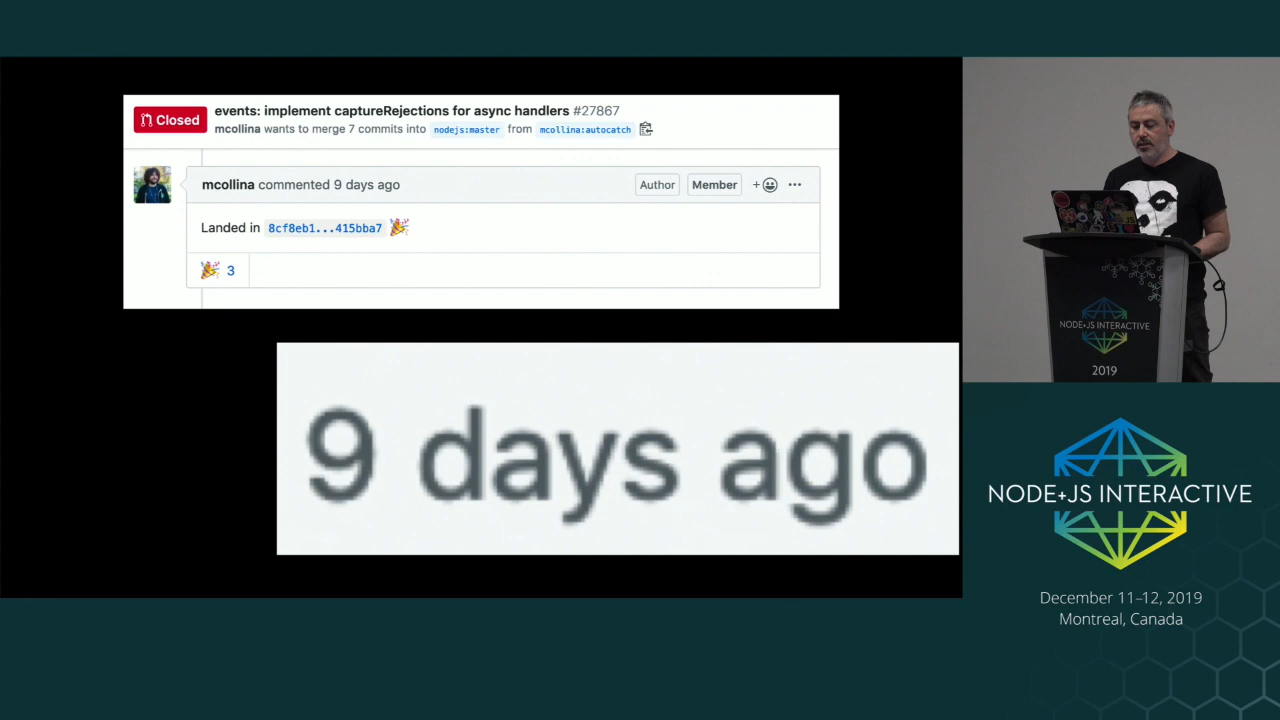 Closed
events: implement captureRejections for async handlers #27867
mcollina wants to merge 7 commits into nodejs:master from mcollina:autocatch
mcollina commented 9 days ago
Author
Member
Landed in 8cf8eb1...415bba7 🎉
🎉 3
9 days ago
JS
NODE+JS INTERACTIVE
2019
NODE+JS INTERACTIVE
December 11–12, 2019
Montreal, Canada